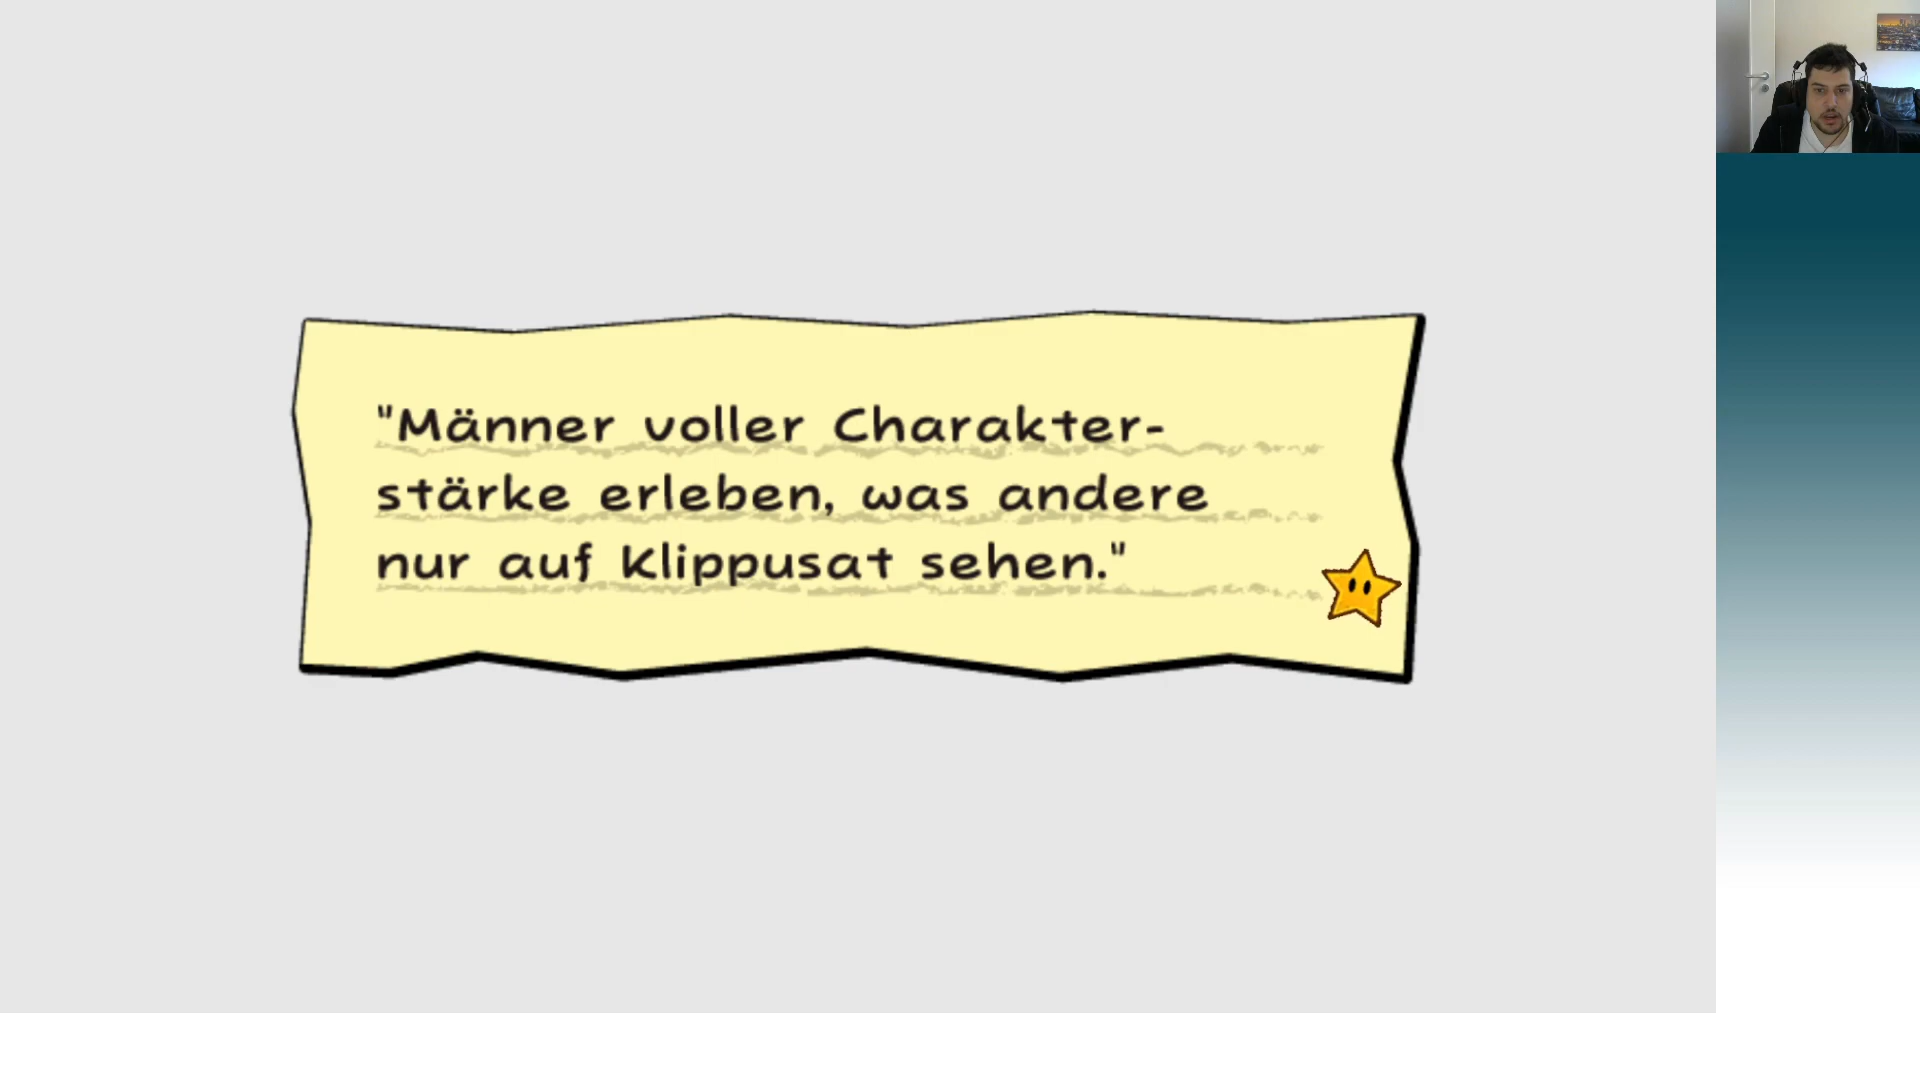 "Männer voller Charakter-
stärke erleben, was andere
nur auf Klippusat sehen."